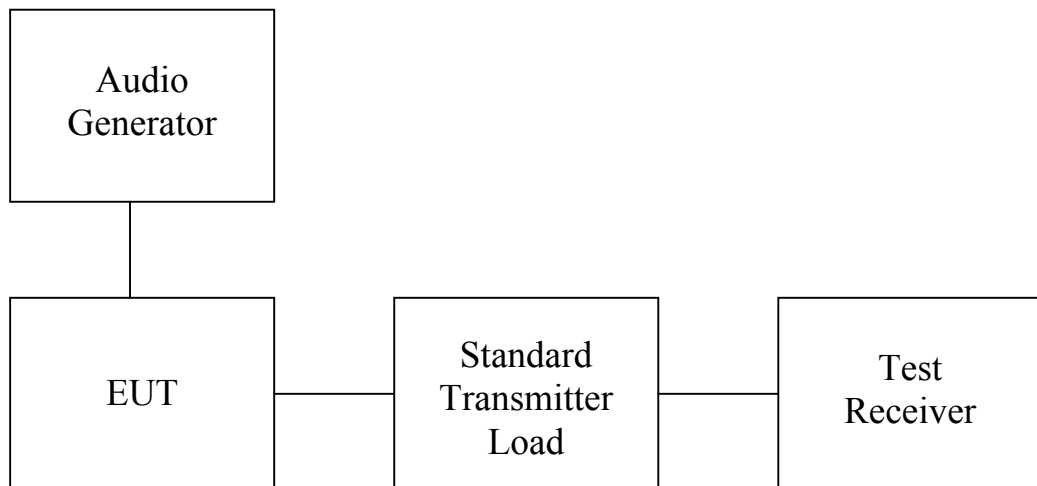 Audio
Generator
EUT
Standard
Transmitter
Load
Test
Receiver